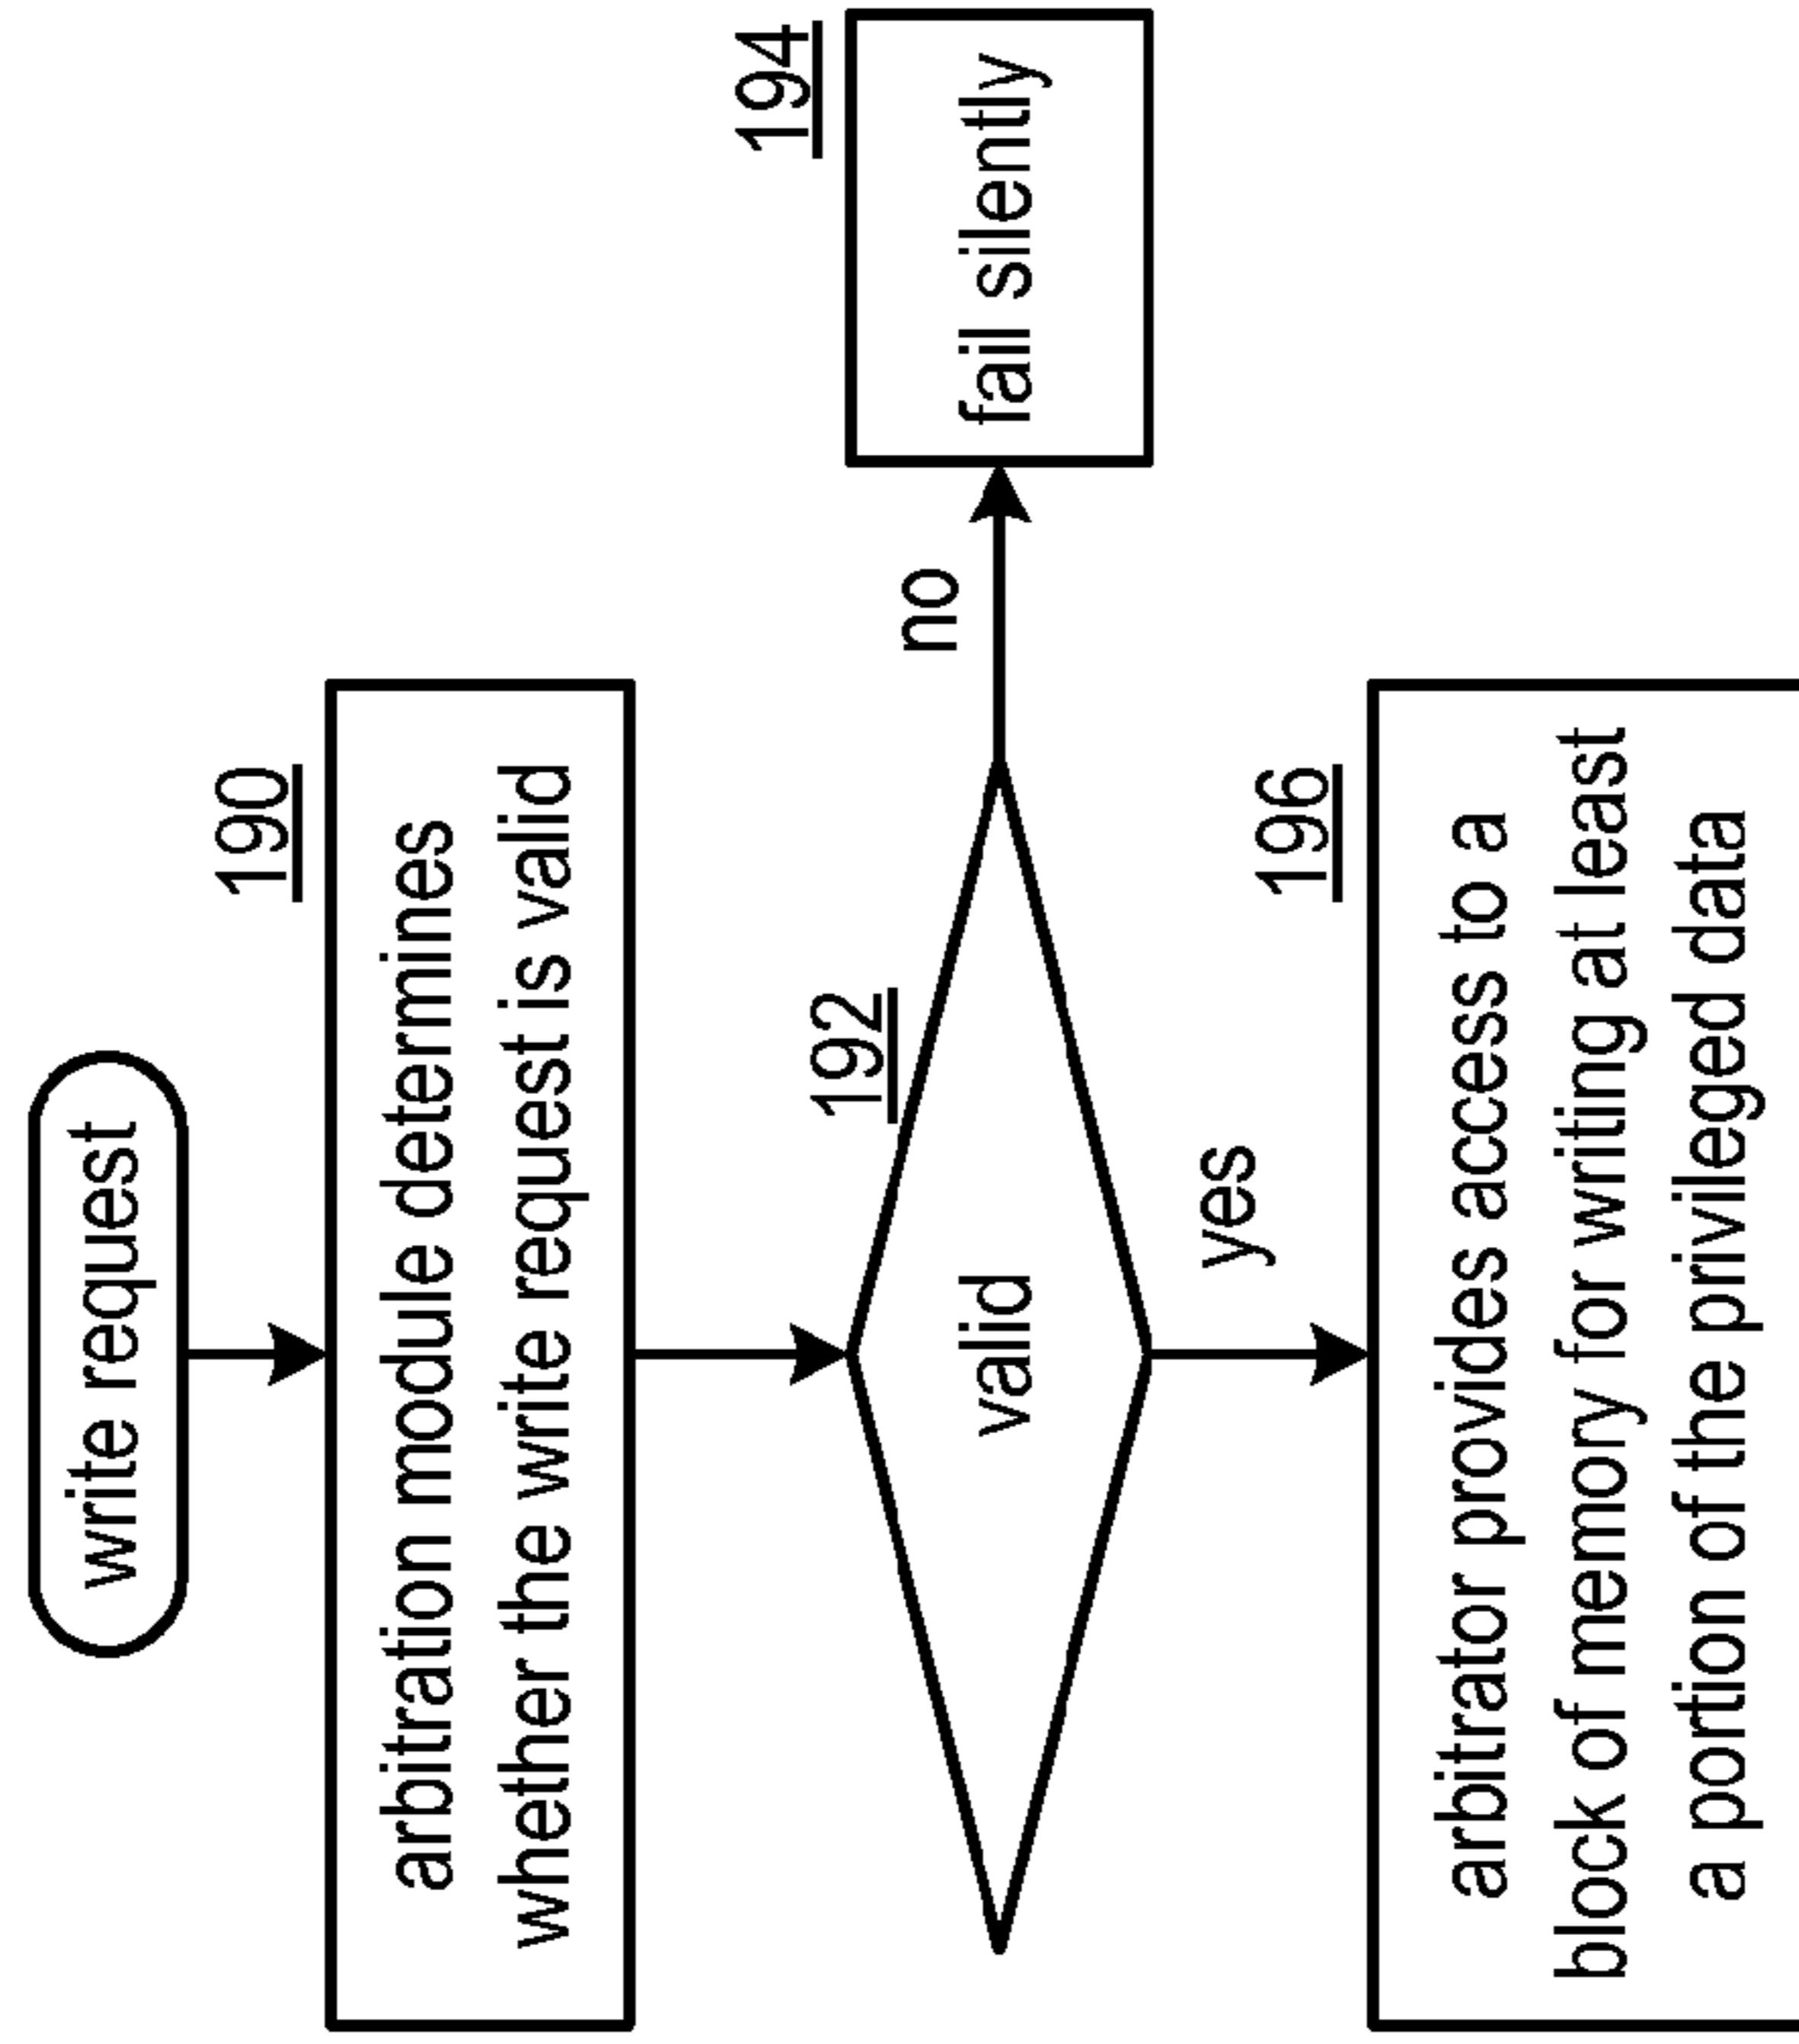 write request
190
arbitration module determines
whether the write request is valid
192
valid
no
194
fail silently
yes
196
arbitrator provides access to a
block of memory for writing at least
a portion of the privileged data